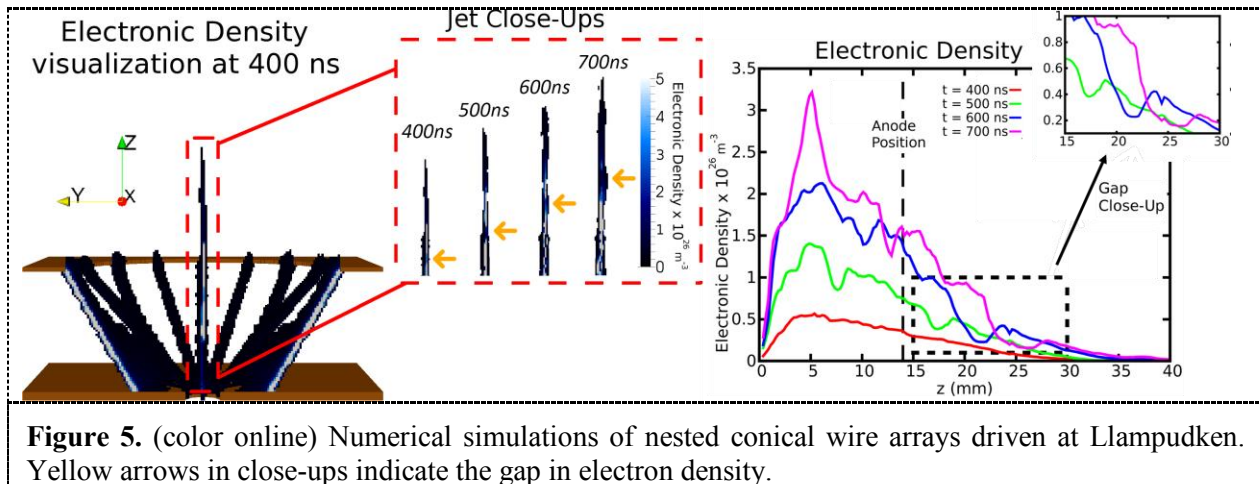 Electronic Density
visualization at 400 ns
Z
Y
X
Jet Close-Ups
400ns
500ns
600ns
700ns
5
4
3
2
1
0
Electronic Density x 10²⁶ m⁻³
Electronic Density
3.5
3
2.5
2
1.5
1
0.5
0
Electronic Density x 10²⁶ m⁻³
0
5
10
15
20
25
30
35
40
z (mm)
Anode
Position
t = 400 ns
t = 500 ns
t = 600 ns
t = 700 ns
Gap
Close-Up
1
0.8
0.6
0.4
0.2
15
20
25
30
Figure 5. (color online) Numerical simulations of nested conical wire arrays driven at Llampudken.
Yellow arrows in close-ups indicate the gap in electron density.